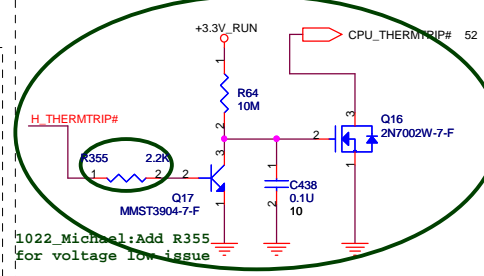 +3.3V_RUN
CPU_THERMTRIP# 52
1
R64
10M
2
H_THERMTRIP#
3
Q16
2N7002W-7-F
2
1
R355 2.2K
1 2 2
3
1
Q17
MMST3904-7-F
1
C438
0.1U
10
2
1022_Michael:Add R355
for voltage low issue